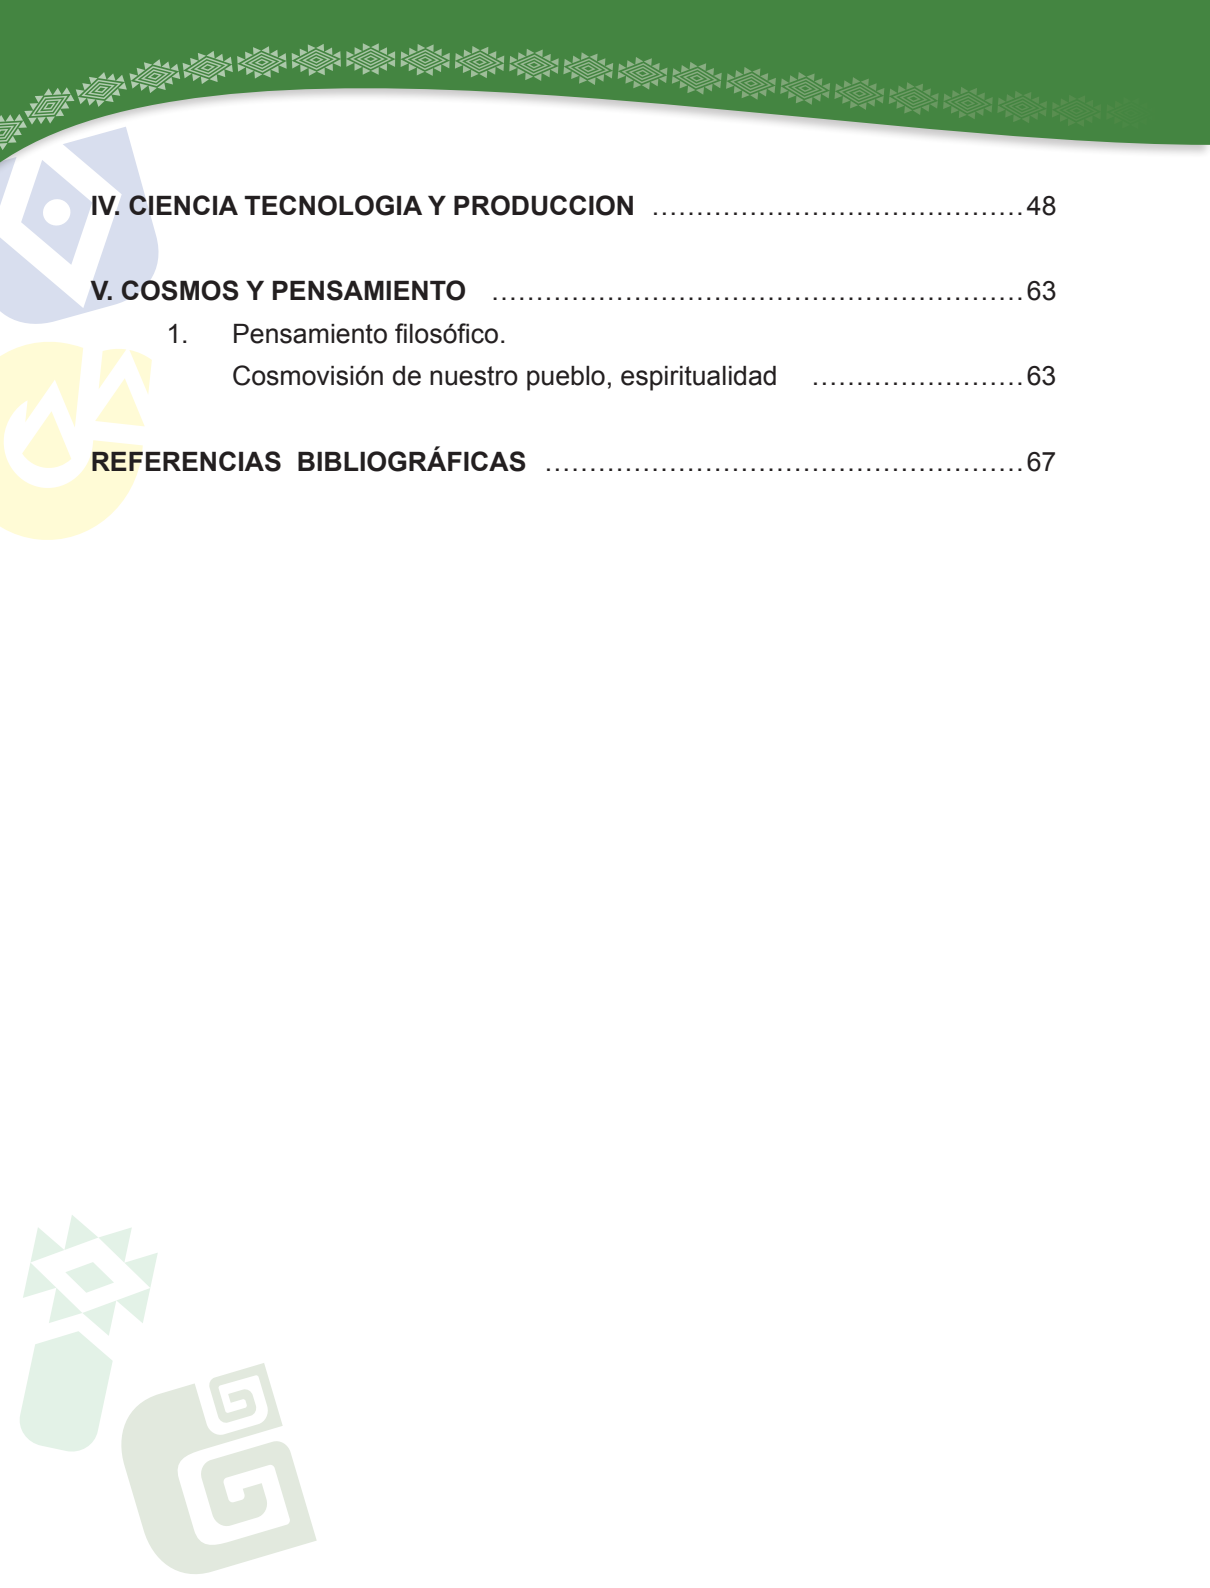 IV. CIENCIA TECNOLOGIA Y PRODUCCION ..........................................48
V. COSMOS Y PENSAMIENTO ............................................................63
1. Pensamiento filosófico.
Cosmovisión de nuestro pueblo, espiritualidad ........................63
REFERENCIAS BIBLIOGRÁFICAS ......................................................67